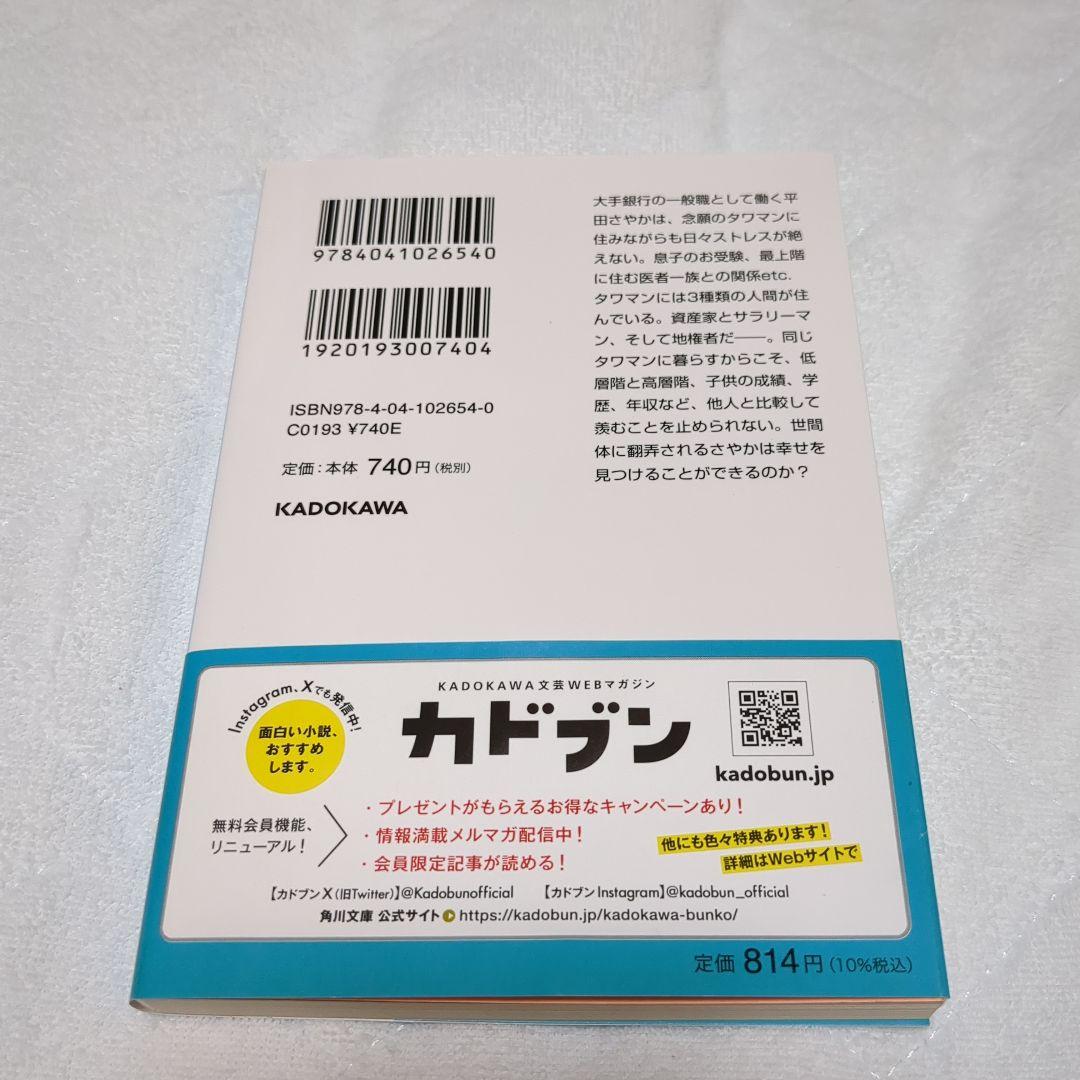 9784041026540
1920193007404
ISBN978-4-04-102654-0
C0193 ¥740E
定価:本体 740円(税別)
KADOKAWA
大手銀行の一般職として働く平
田さやかは、念願のタワマンに
住みながらも日々ストレスが絶
えない。息子のお受験、最上階
に住む医者一族との関係etc.
タワマンには3種類の人間が住
んでいる。資産家とサラリーマ
ン、そして地権者だ――。同じ
タワマンに暮らすからこそ、低
層階と高層階、子供の成績、学
歴、年収など、他人と比較して
羨むことを止められない。世間
体に翻弄されるさやかは幸せを
見つけることができるのか？
Instagram、Xでも発信中！
面白い小説、
おすすめ
します。
KADOKAWA文芸WEBマガジン
カドブン
kadobun.jp
無料会員機能、
リニューアル！
・プレゼントがもらえるお得なキャンペーンあり！
・情報満載メルマガ配信中！
・会員限定記事が読める！
他にも色々特典あります！
詳細はWebサイトで
【カドブンX(旧Twitter)】@Kadobunofficial 【カドブンInstagram】@kadobun_official
角川文庫 公式サイト https://kadobun.jp/kadokawa-bunko/
定価 814円(10%税込)